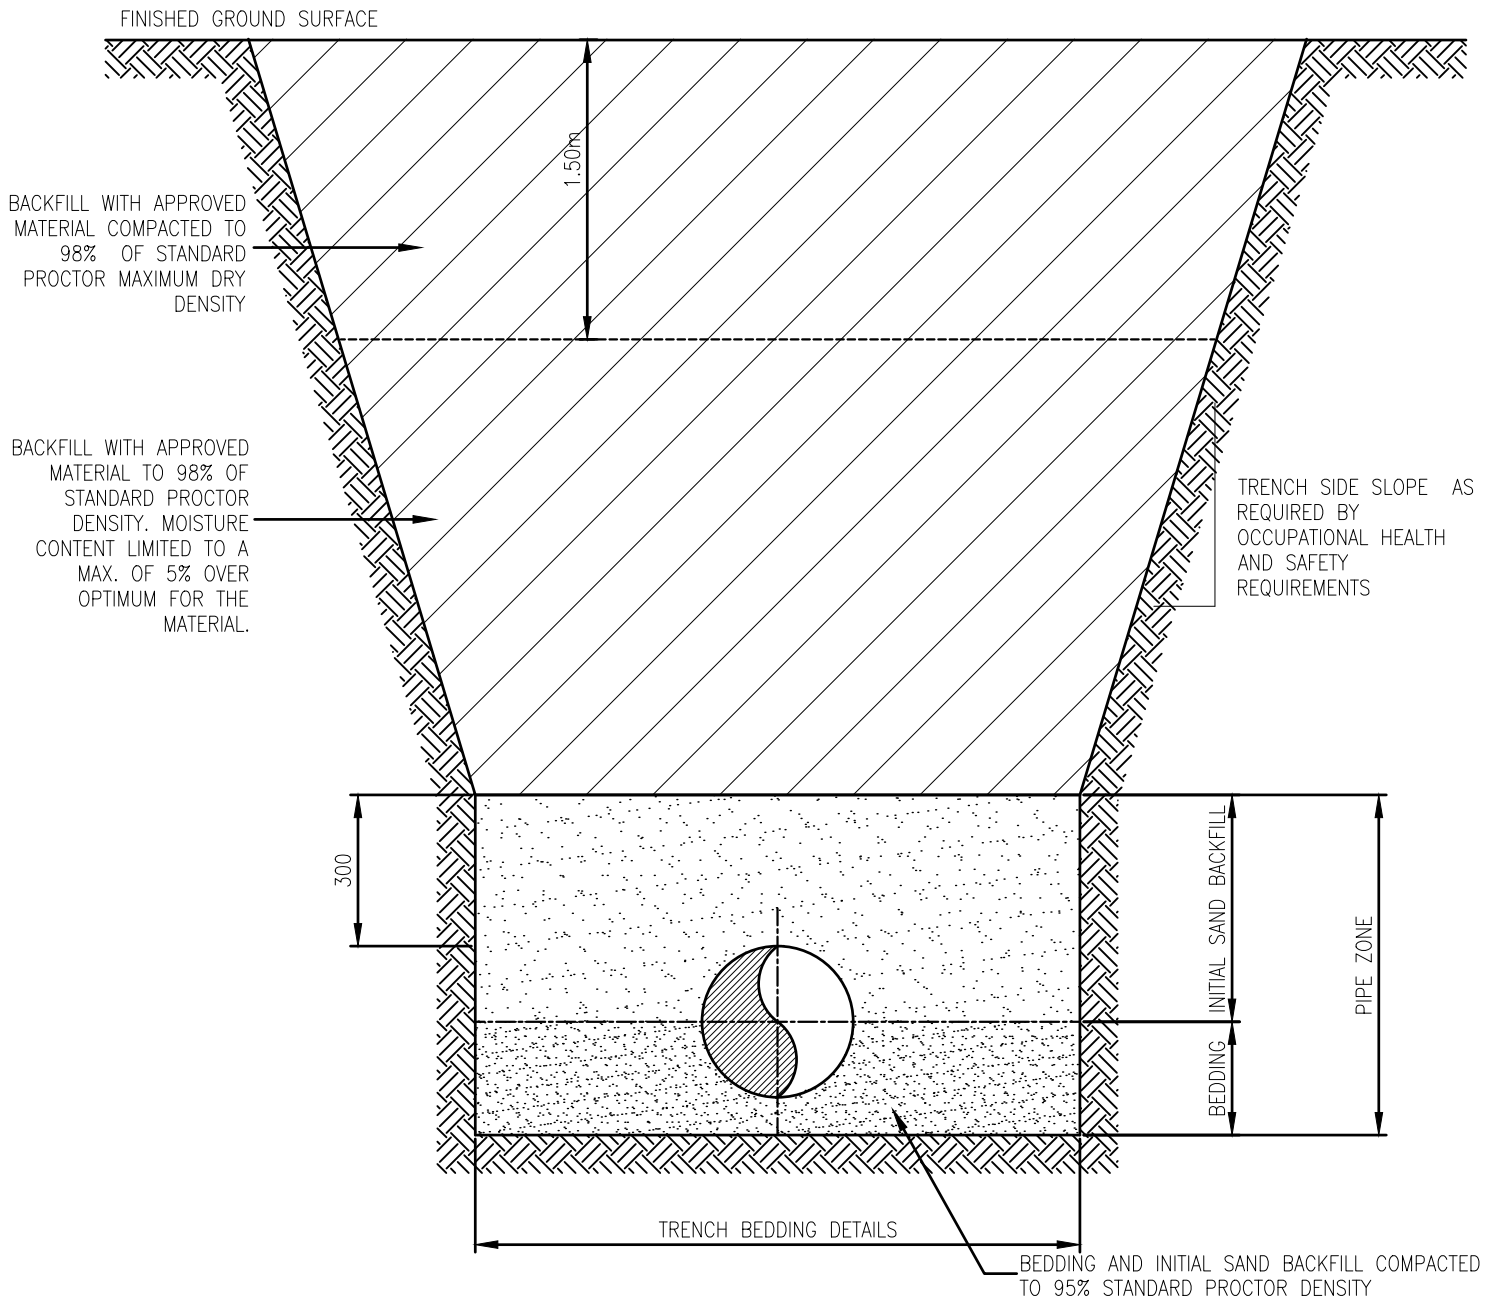 FINISHED GROUND SURFACE
1.50m
BACKFILL WITH APPROVED
MATERIAL COMPACTED TO
98% OF STANDARD
PROCTOR MAXIMUM DRY
DENSITY
BACKFILL WITH APPROVED
MATERIAL TO 98% OF
STANDARD PROCTOR
DENSITY. MOISTURE
CONTENT LIMITED TO A
MAX. OF 5% OVER
OPTIMUM FOR THE
MATERIAL.
TRENCH SIDE SLOPE AS
REQUIRED BY
OCCUPATIONAL HEALTH
AND SAFETY
REQUIREMENTS
300
INITIAL SAND BACKFILL
PIPE ZONE
BEDDING
TRENCH BEDDING DETAILS
BEDDING AND INITIAL SAND BACKFILL COMPACTED
TO 95% STANDARD PROCTOR DENSITY